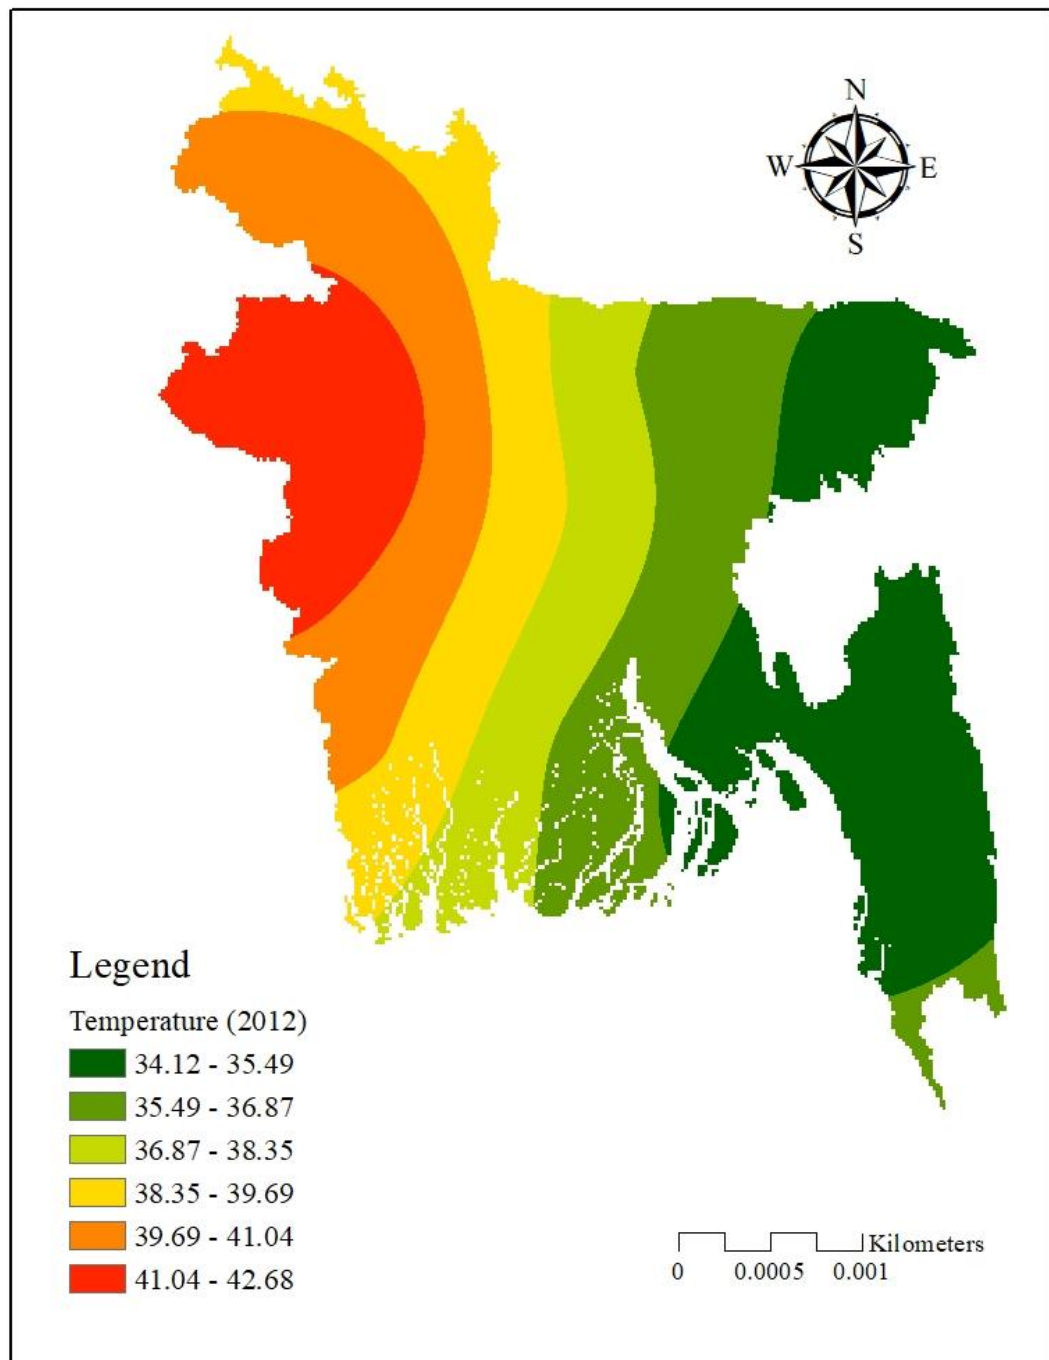 N
W E
S
Legend
Temperature (2012)
34.12 - 35.49
35.49 - 36.87
36.87 - 38.35
38.35 - 39.69
39.69 - 41.04
41.04 - 42.68
Kilometers
0 0.0005 0.001